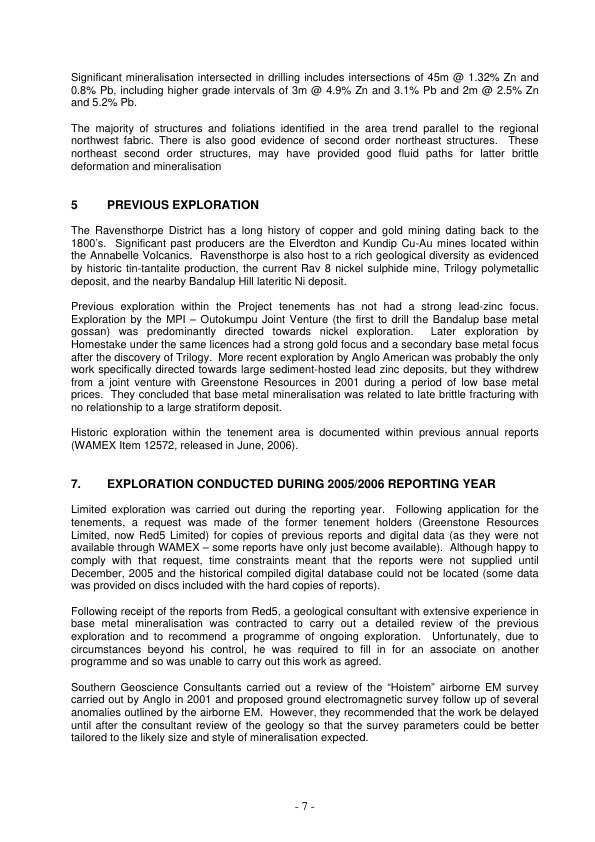 Significant mineralisation intersected in drilling includes intersections of 45m @ 1.32% Zn and
0.8% Pb, including higher grade intervals of 3m @ 4.9% Zn and 3.1% Pb and 2m @ 2.5% Zn
and 5.2% Pb.
The majority of structures and foliations identified in the area trend parallel to the regional
northwest fabric. There is also good evidence of second order northeast structures. These
northeast second order structures, may have provided good fluid paths for latter brittle
deformation and mineralisation
5 PREVIOUS EXPLORATION
The Ravensthorpe District has a long history of copper and gold mining dating back to the
1800's. Significant past producers are the Elverdton and Kundip Cu-Au mines located within
the Annabelle Volcanics. Ravensthorpe is also host to a rich geological diversity as evidenced
by historic tin-tantalite production, the current Rav 8 nickel sulphide mine, Trilogy polymetallic
deposit, and the nearby Bandalup Hill lateritic Ni deposit.
Previous exploration within the Project tenements has not had a strong lead-zinc focus.
Exploration by the MPI – Outokumpu Joint Venture (the first to drill the Bandalup base metal
gossan) was predominantly directed towards nickel exploration. Later exploration by
Homestake under the same licences had a strong gold focus and a secondary base metal focus
after the discovery of Trilogy. More recent exploration by Anglo American was probably the only
work specifically directed towards large sediment-hosted lead zinc deposits, but they withdrew
from a joint venture with Greenstone Resources in 2001 during a period of low base metal
prices. They concluded that base metal mineralisation was related to late brittle fracturing with
no relationship to a large stratiform deposit.
Historic exploration within the tenement area is documented within previous annual reports
(WAMEX Item 12572, released in June, 2006).
7. EXPLORATION CONDUCTED DURING 2005/2006 REPORTING YEAR
Limited exploration was carried out during the reporting year. Following application for the
tenements, a request was made of the former tenement holders (Greenstone Resources
Limited, now Red5 Limited) for copies of previous reports and digital data (as they were not
available through WAMEX – some reports have only just become available). Although happy to
comply with that request, time constraints meant that the reports were not supplied until
December, 2005 and the historical compiled digital database could not be located (some data
was provided on discs included with the hard copies of reports).
Following receipt of the reports from Red5, a geological consultant with extensive experience in
base metal mineralisation was contracted to carry out a detailed review of the previous
exploration and to recommend a programme of ongoing exploration. Unfortunately, due to
circumstances beyond his control, he was required to fill in for an associate on another
programme and so was unable to carry out this work as agreed.
Southern Geoscience Consultants carried out a review of the “Hoistem” airborne EM survey
carried out by Anglo in 2001 and proposed ground electromagnetic survey follow up of several
anomalies outlined by the airborne EM. However, they recommended that the work be delayed
until after the consultant review of the geology so that the survey parameters could be better
tailored to the likely size and style of mineralisation expected.
- 7 -